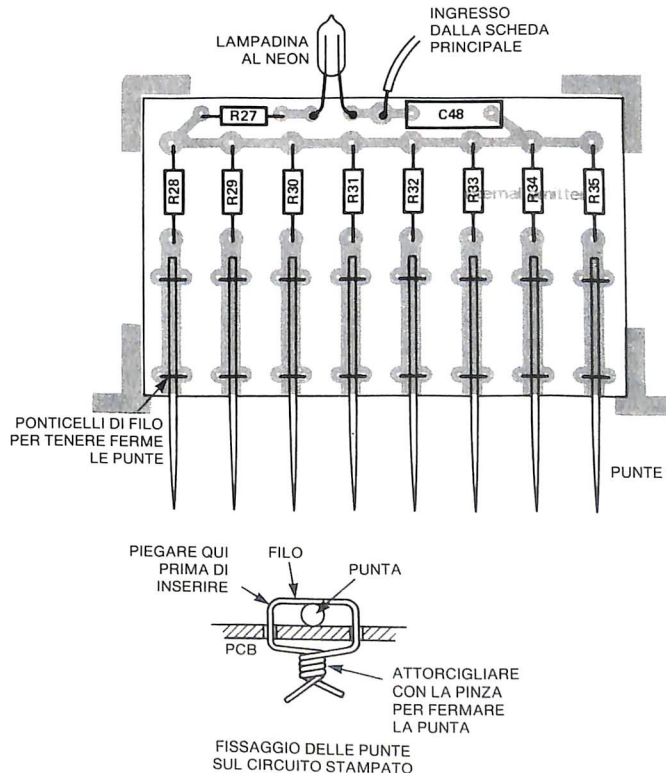 INGRESSO
DALLA SCHEDA
PRINCIPALE
LAMPADINA
AL NEON
R27
C48
R28
R29
R30
R31
R32
R33
R34
R35
PONTICELLI DI FILO
PER TENERE FERME
LE PUNTE
PUNTE
PIEGARE QUI
PRIMA DI
INSERIRE
FILO
PUNTA
PCB
ATTORCIGLIARE
CON LA PINZA
PER FERMARE
LA PUNTA
FISSAGGIO DELLE PUNTE
SUL CIRCUITO STAMPATO